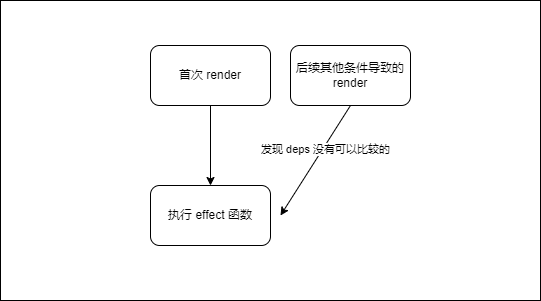 首次 render
后续其他条件导致的
render
发现 deps 没有可以比较的
执行 effect 函数